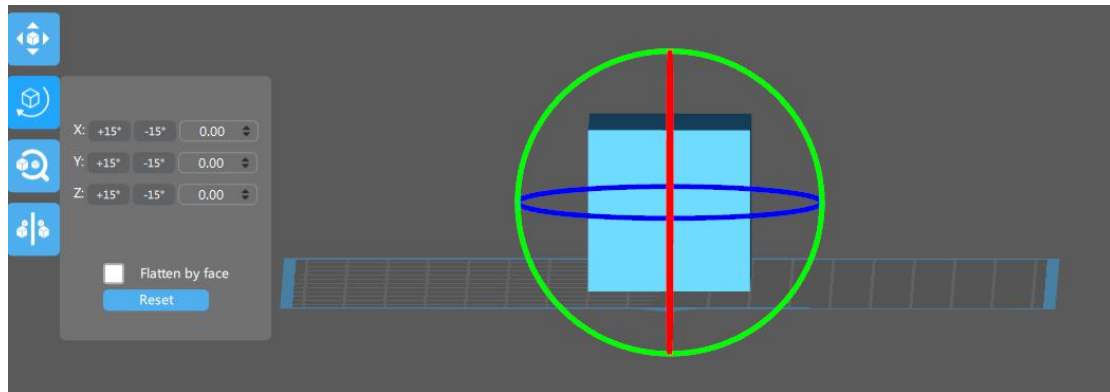 X: +15° -15° 0.00
Y: +15° -15° 0.00
Z: +15° -15° 0.00
Flatten by face
Reset